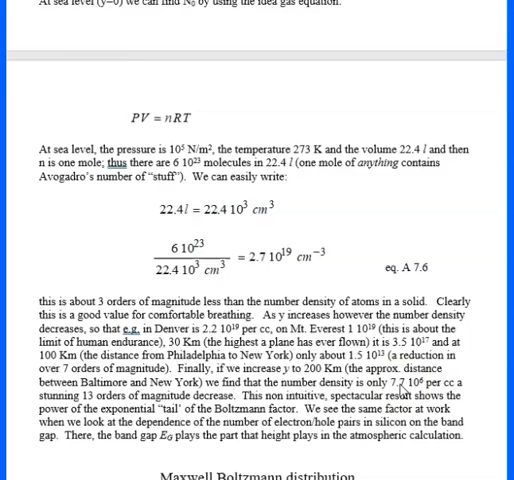 At sea level (y=0) we can find N₀ by using the idea gas equation.
PV = nRT
At sea level, the pressure is 10⁵ N/m², the temperature 273 K and the volume 22.4 l and then
n is one mole; thus there are 6 10²³ molecules in 22.4 l (one mole of anything contains
Avogadro's number of "stuff"). We can easily write:
22.4l = 22.4 10³ cm³
6 10²³ / 22.4 10³ cm³ = 2.7 10¹⁹ cm⁻³ eq. A 7.6
this is about 3 orders of magnitude less than the number density of atoms in a solid. Clearly
this is a good value for comfortable breathing. As y increases however the number density
decreases, so that e.g. in Denver is 2.2 10¹⁹ per cc, on Mt. Everest 1 10¹⁹ (this is about the
limit of human endurance), 30 Km (the highest a plane has ever flown) it is 3.5 10¹⁷ and at
100 Km (the distance from Philadelphia to New York) only about 1.5 10¹³ (a reduction in
over 7 orders of magnitude). Finally, if we increase y to 200 Km (the approx. distance
between Baltimore and New York) we find that the number density is only 7.7 10⁶ per cc a
stunning 13 orders of magnitude decrease. This non intuitive, spectacular result shows the
power of the exponential "tail' of the Boltzmann factor. We see the same factor at work
when we look at the dependence of the number of electron/hole pairs in silicon on the band
gap. There, the band gap E_G plays the part that height plays in the atmospheric calculation.
Maxwell Boltzmann distribution